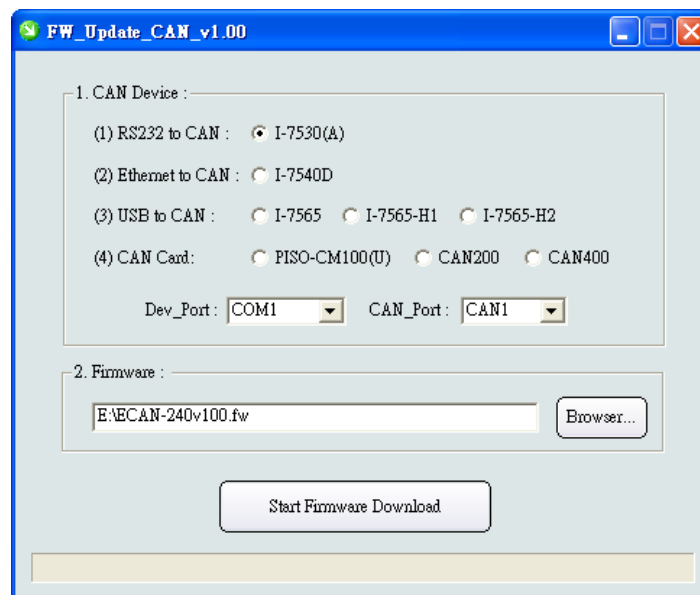 FW_Update_CAN_v1.00
1. CAN Device :
(1) RS232 to CAN : I-7530(A)
(2) Ethernet to CAN : I-7540D
(3) USB to CAN : I-7565 I-7565-H1 I-7565-H2
(4) CAN Card: PISO-CM100(U) CAN200 CAN400
Dev_Port : COM1 CAN_Port : CAN1
2. Firmware :
E:\ECAN-240v100.fw Browser...
Start Firmware Download